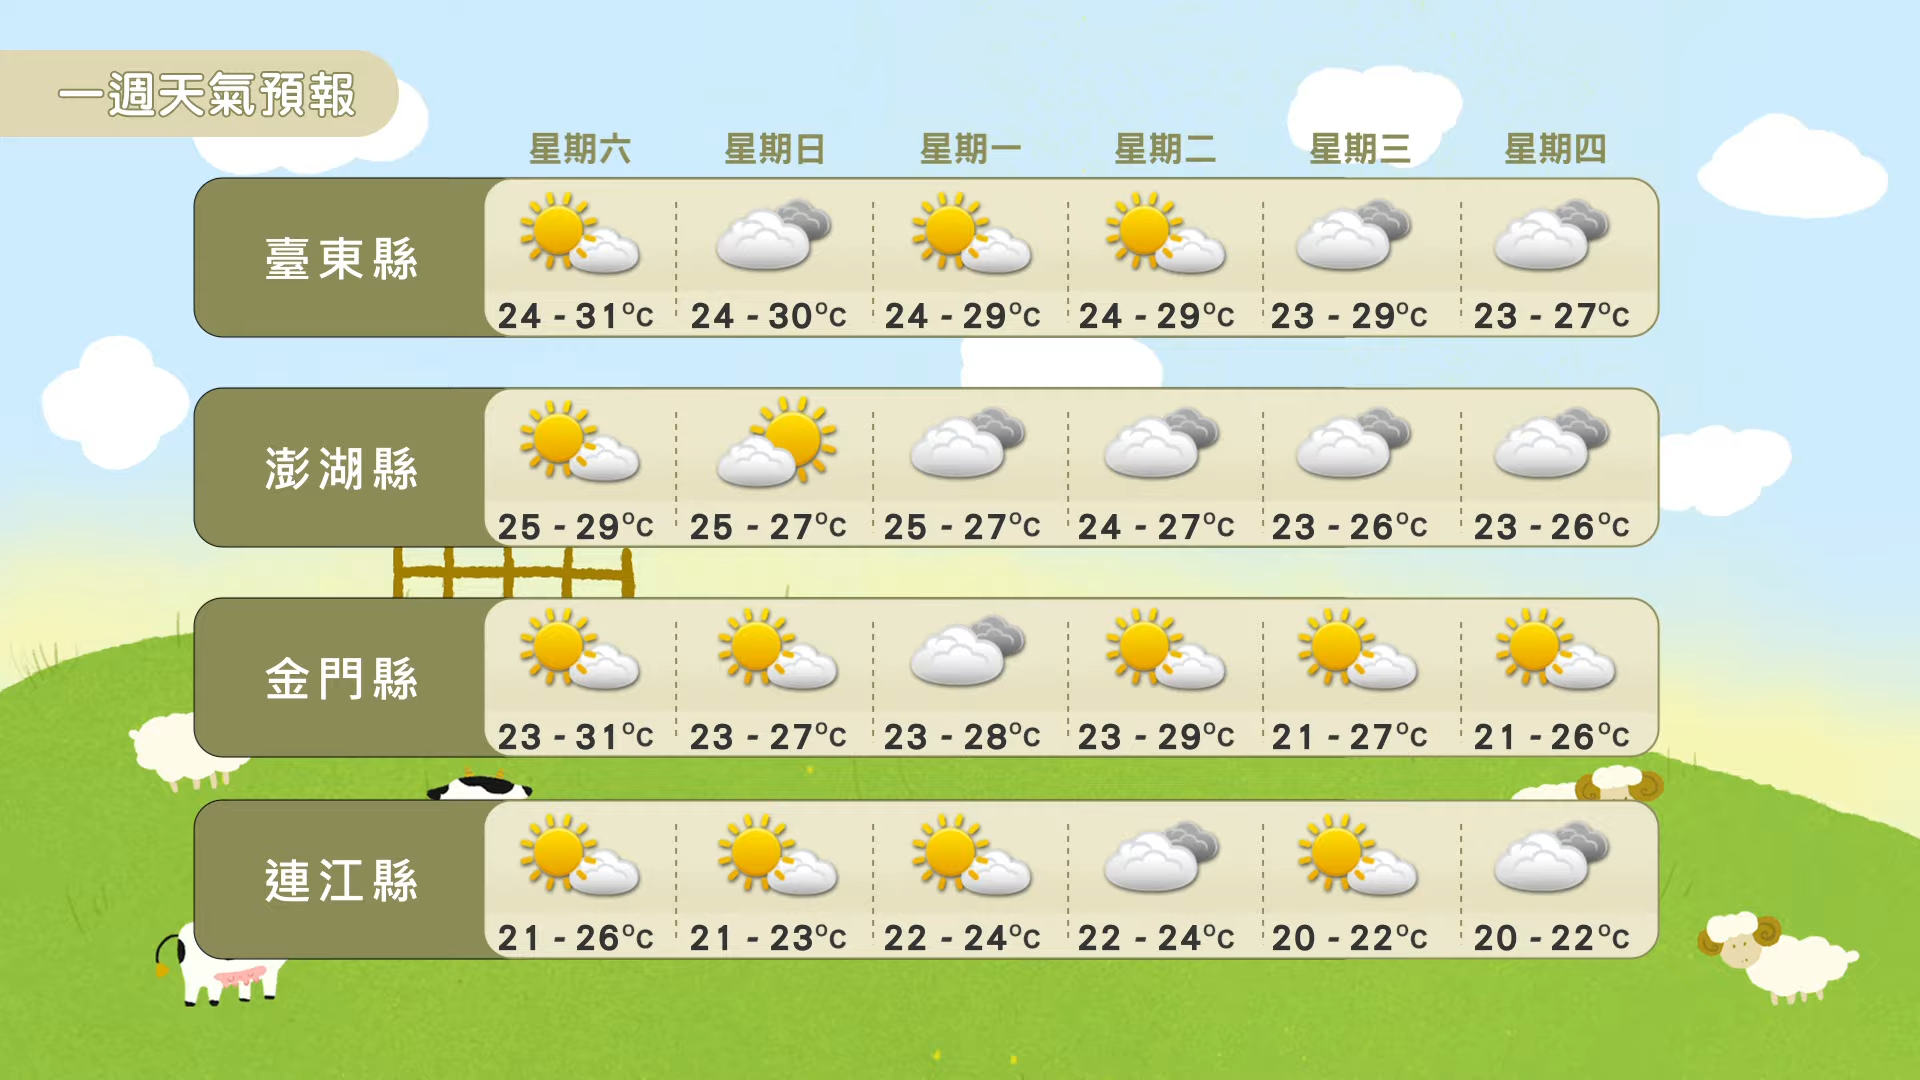 一週天氣預報
星期六 星期日 星期一 星期二 星期三 星期四
臺東縣
24 - 31°C 24 - 30°C 24 - 29°C 24 - 29°C 23 - 29°C 23 - 27°C
澎湖縣
25 - 29°C 25 - 27°C 25 - 27°C 24 - 27°C 23 - 26°C 23 - 26°C
金門縣
23 - 31°C 23 - 27°C 23 - 28°C 23 - 29°C 21 - 27°C 21 - 26°C
連江縣
21 - 26°C 21 - 23°C 22 - 24°C 22 - 24°C 20 - 22°C 20 - 22°C